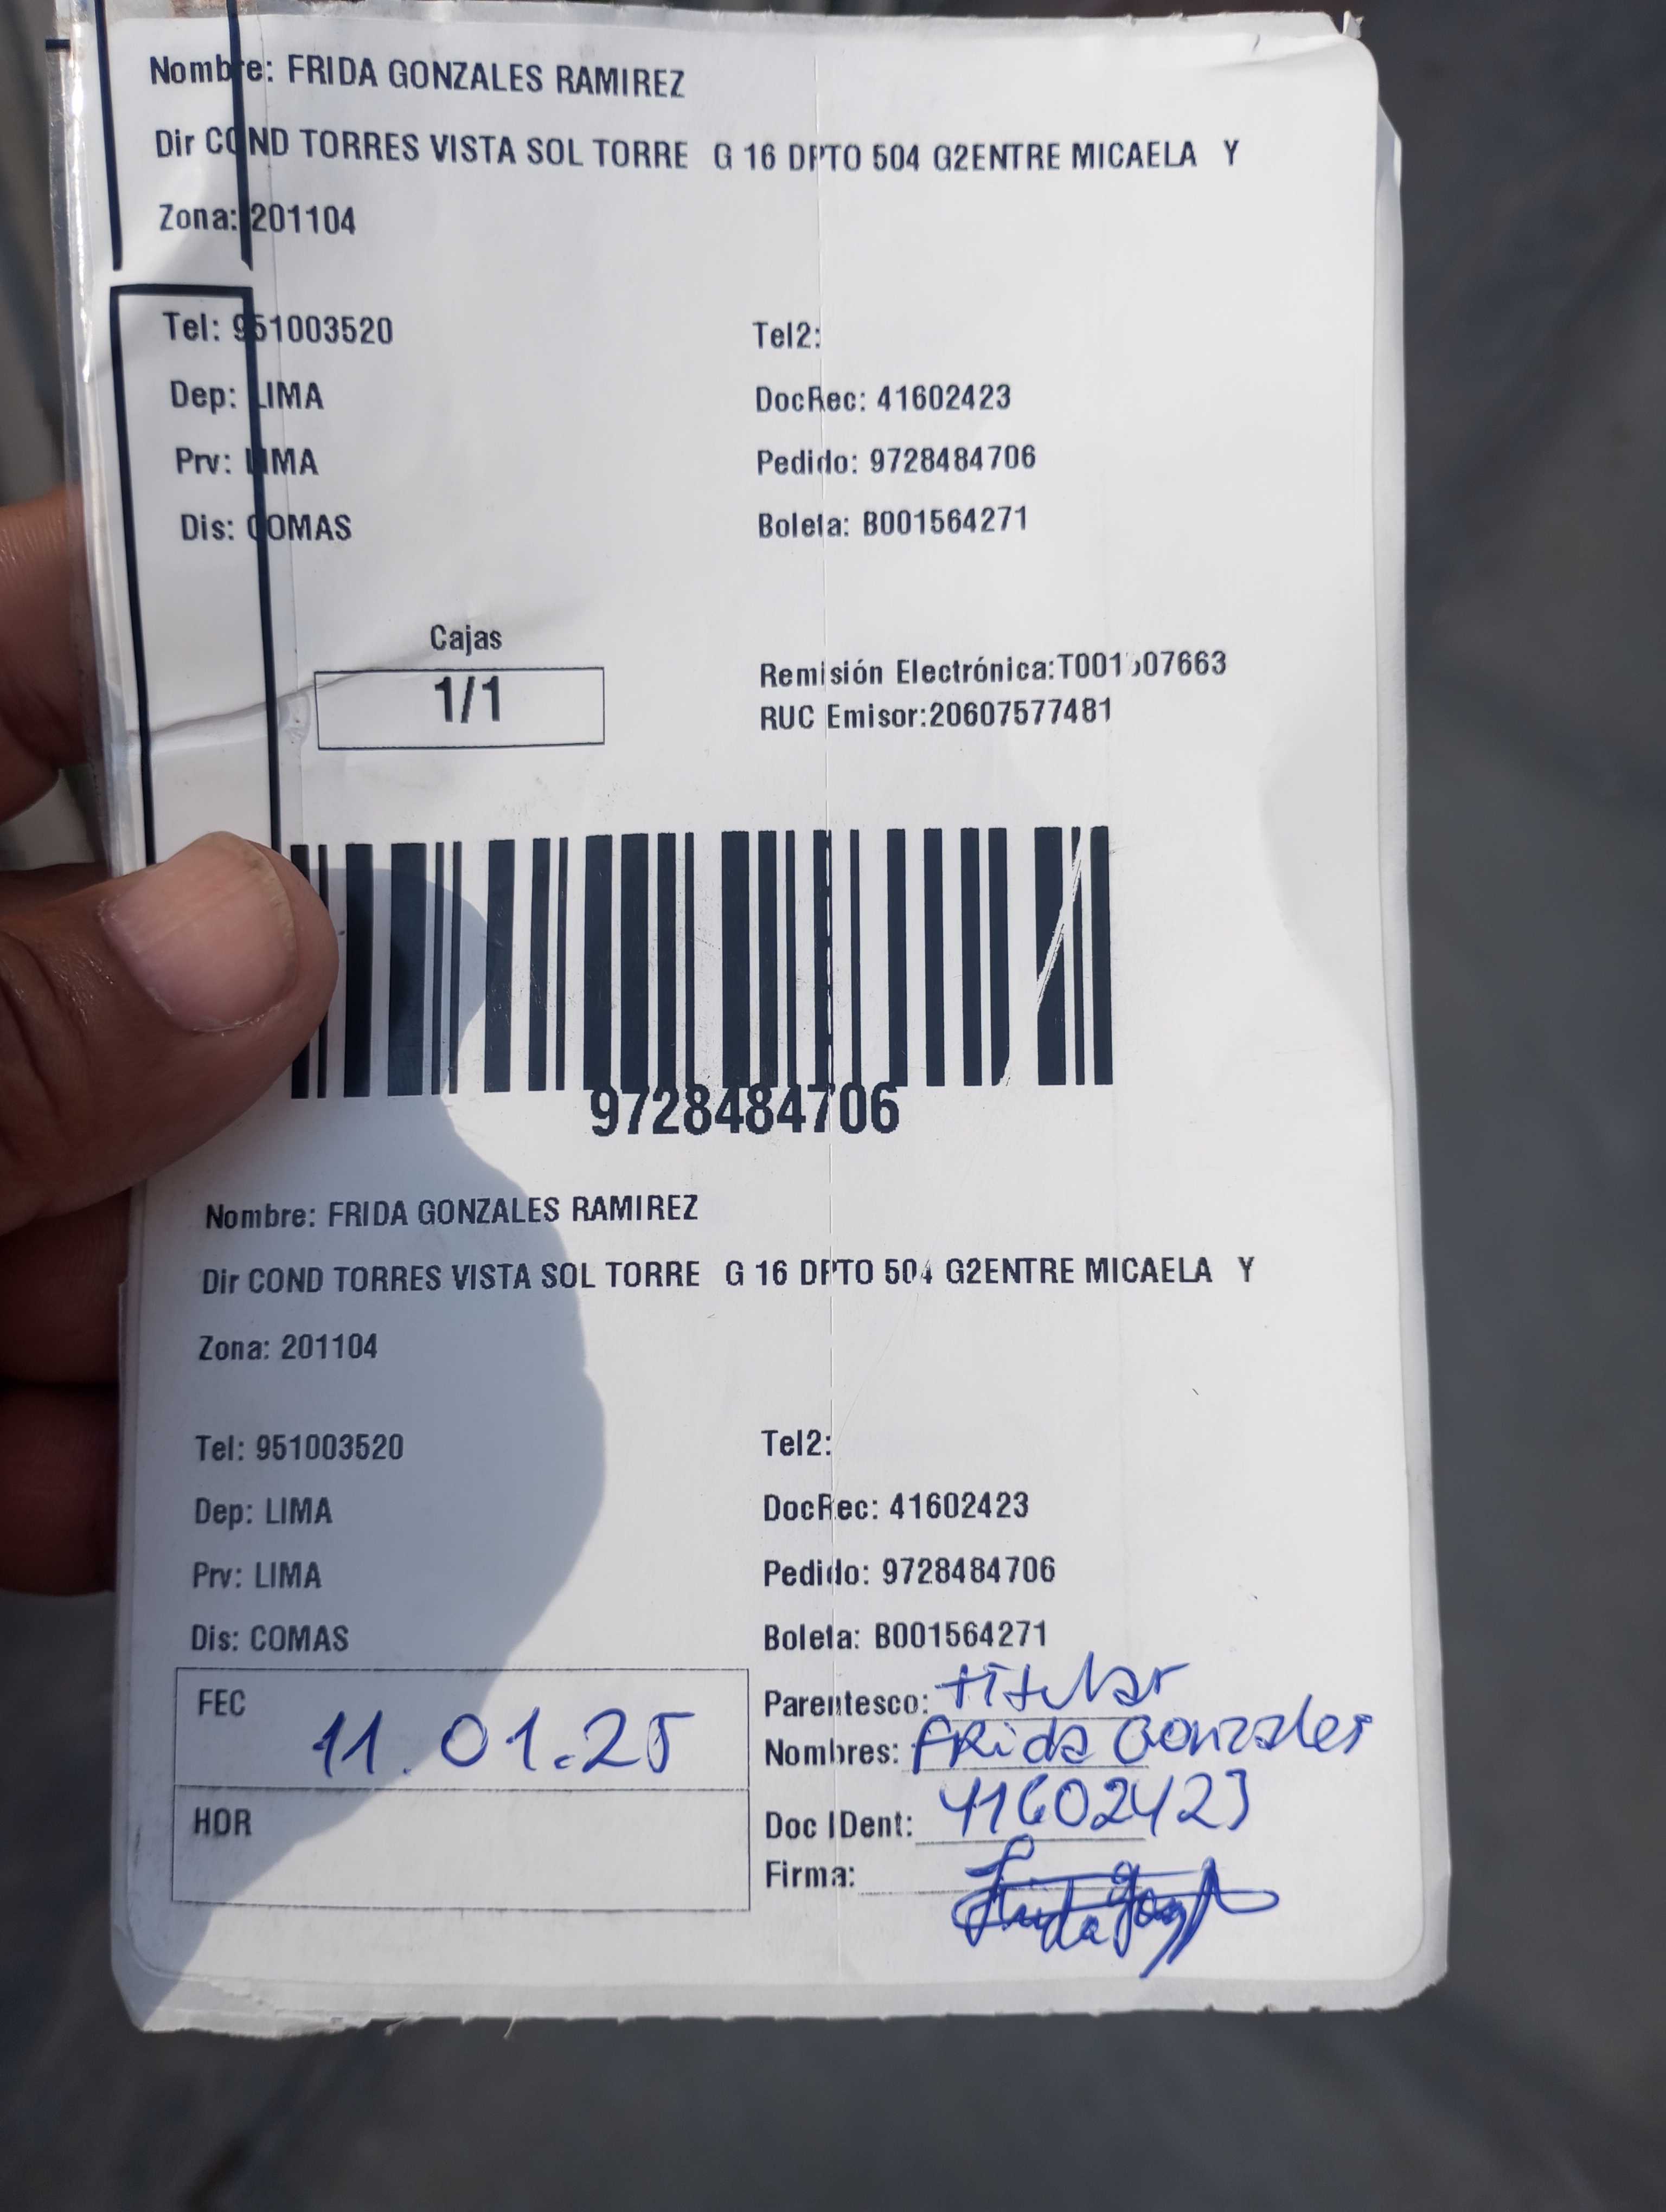 Nombre: FRIDA GONZALES RAMIREZ
Dir COND TORRES VISTA SOL TORRE G 16 DPTO 504 G2ENTRE MICAELA Y
Zona: 201104
Tel: 951003520
Tel2:
Dep: LIMA
DocRec: 41602423
Prv: LIMA
Pedido: 9728484706
Dis: COMAS
Boleta: B001564271
Cajas
1/1
Remisión Electrónica:
RUC Emisor:20607577481
9728484706
Nombre: FRIDA GONZALES RAMIREZ
Dir COND TORRES VISTA SOL TORRE G 16 DPTO 504 G2ENTRE MICAELA Y
Zona: 201104
Tel: 951003520
Tel2:
Dep: LIMA
DocRec: 41602423
Prv: LIMA
Pedido: 9728484706
Dis: COMAS
Boleta: B001564271
FEC 11.01.25
Parentesco: titular
Nombres: FRida Gonzales
HOR
Doc IDent: 41602423
Firma: